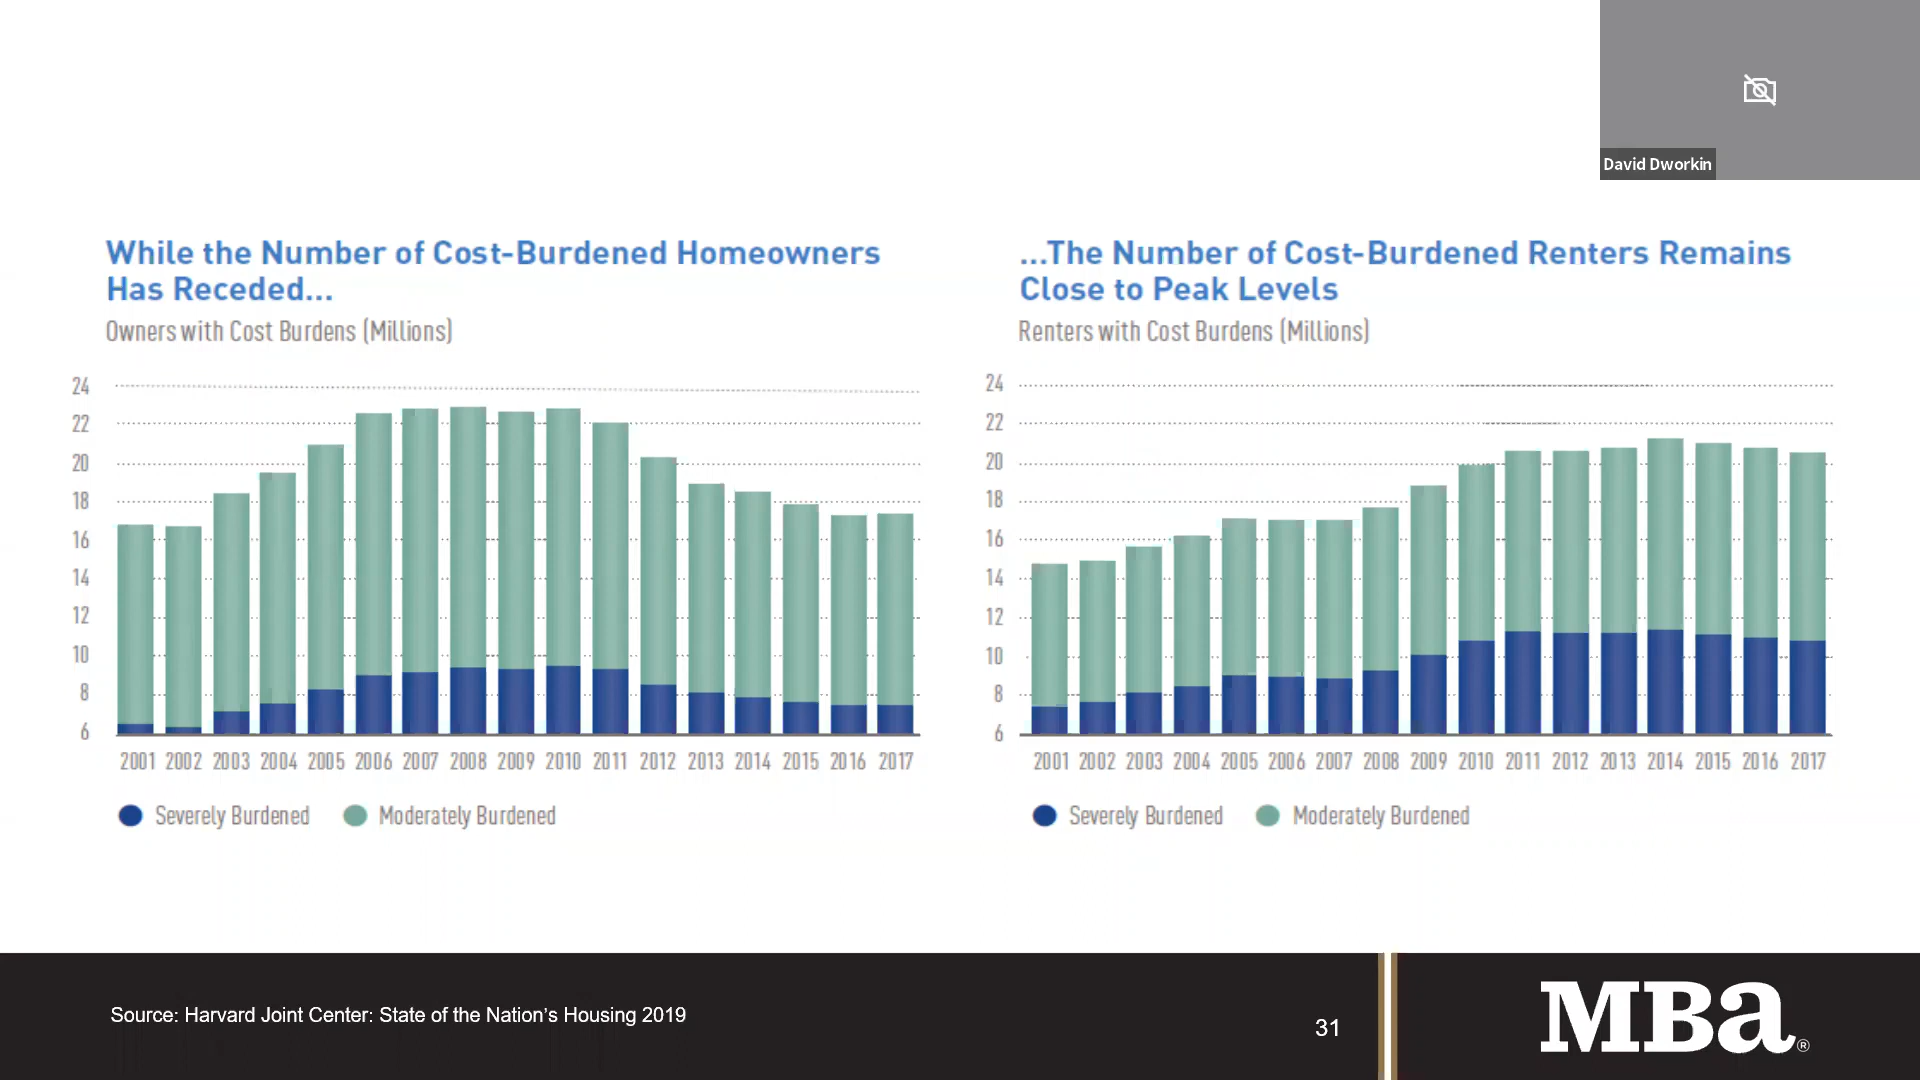 David Dworkin
While the Number of Cost-Burdened Homeowners
Has Receded...
Owners with Cost Burdens (Millions)
24
22
20
18
16
14
12
10
8
6
2001 2002 2003 2004 2005 2006 2007 2008 2009 2010 2011 2012 2013 2014 2015 2016 2017
Severely Burdened Moderately Burdened
...The Number of Cost-Burdened Renters Remains
Close to Peak Levels
Renters with Cost Burdens (Millions)
24
22
20
18
16
14
12
10
8
6
2001 2002 2003 2004 2005 2006 2007 2008 2009 2010 2011 2012 2013 2014 2015 2016 2017
Severely Burdened Moderately Burdened
Source: Harvard Joint Center: State of the Nation’s Housing 2019
31
MBa®